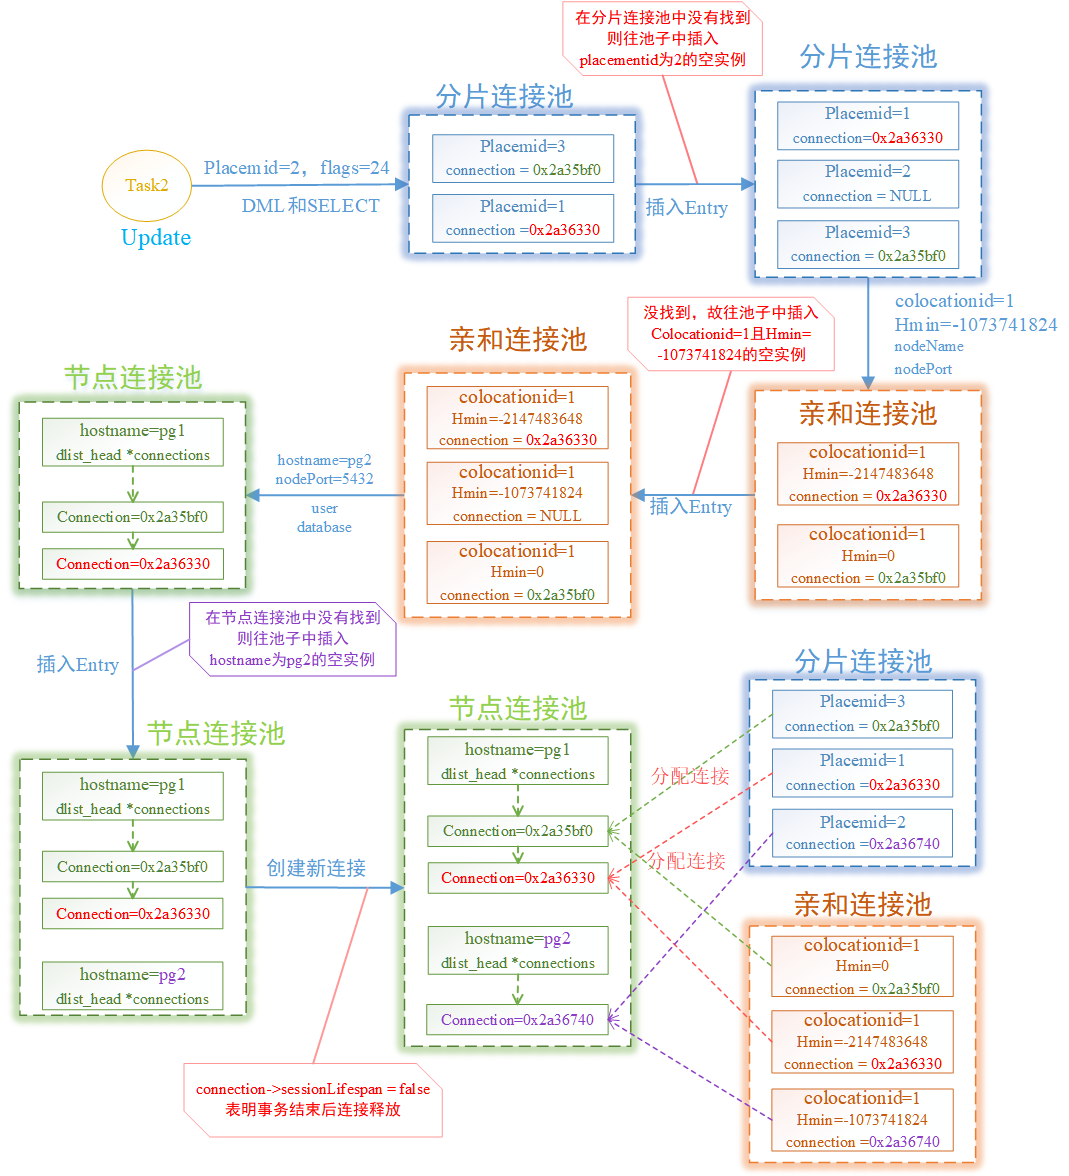 在分片连接池中没有找到
则往池子中插入
placementid为2的空实例
分片连接池
Placemid=1
connection=0x2a36330
Placemid=2
connection = NULL
Placemid=3
connection = 0x2a35bf0
分片连接池
Placemid=3
connection = 0x2a35bf0
Placemid=1
connection =0x2a36330
Task2
Update
Placemid=2，flags=24
DML和SELECT
插入Entry
colocationid=1
Hmin=-1073741824
nodeName
nodePort
没找到，故往池子中插入
Colocationid=1且Hmin=
-1073741824的空实例
亲和连接池
colocationid=1
Hmin=-2147483648
connection = 0x2a36330
colocationid=1
Hmin=0
connection = 0x2a35bf0
插入Entry
亲和连接池
colocationid=1
Hmin=-2147483648
connection = 0x2a36330
colocationid=1
Hmin=-1073741824
connection = NULL
colocationid=1
Hmin=0
connection = 0x2a35bf0
hostname=pg2
nodePort=5432
user
database
节点连接池
hostname=pg1
dlist_head *connections
Connection=0x2a35bf0
Connection=0x2a36330
在节点连接池中没有找到
则往池子中插入
hostname为pg2的空实例
插入Entry
节点连接池
hostname=pg1
dlist_head *connections
Connection=0x2a35bf0
Connection=0x2a36330
hostname=pg2
dlist_head *connections
创建新连接
connection->sessionLifespan = false
表明事务结束后连接释放
节点连接池
hostname=pg1
dlist_head *connections
Connection=0x2a35bf0
Connection=0x2a36330
hostname=pg2
dlist_head *connections
Connection=0x2a36740
分配连接
分配连接
分片连接池
Placemid=3
connection = 0x2a35bf0
Placemid=1
connection = 0x2a36330
Placemid=2
connection =0x2a36740
亲和连接池
colocationid=1
Hmin=0
connection = 0x2a35bf0
colocationid=1
Hmin=-2147483648
connection = 0x2a36330
colocationid=1
Hmin=-1073741824
connection =0x2a36740